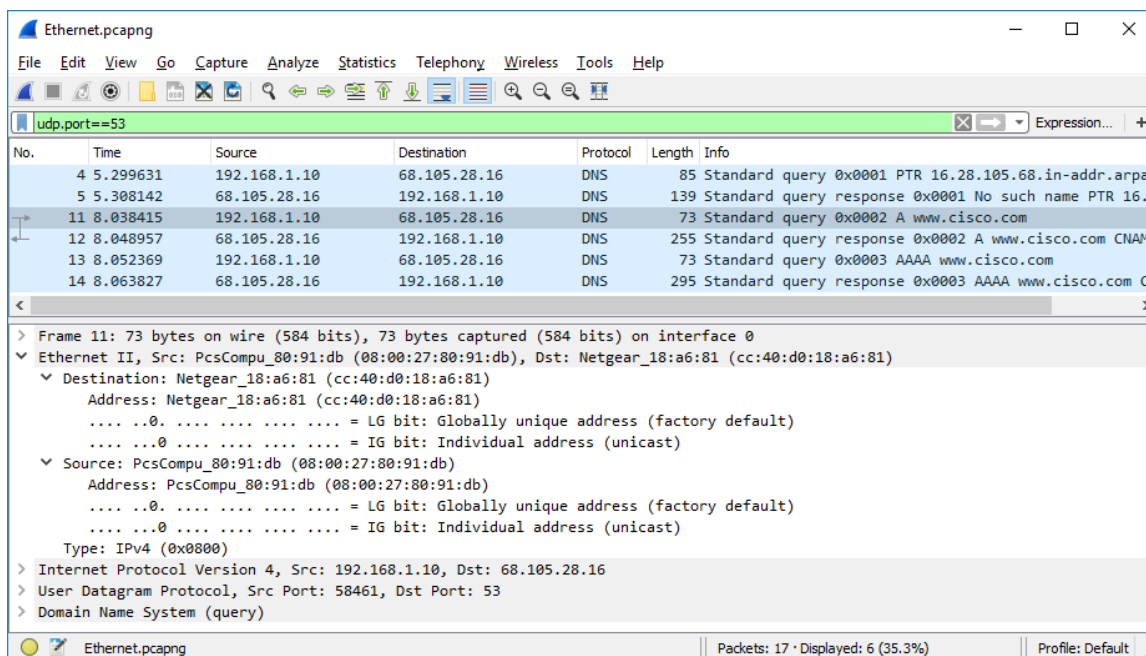 Ethernet.pcapng
File Edit View Go Capture Analyze Statistics Telephony Wireless Tools Help
udp.port==53 Expression... +
No. Time Source Destination Protocol Length Info
4 5.299631 192.168.1.10 68.105.28.16 DNS 85 Standard query 0x0001 PTR 16.28.105.68.in-addr.arpa
5 5.308142 68.105.28.16 192.168.1.10 DNS 139 Standard query response 0x0001 No such name PTR 16.
11 8.038415 192.168.1.10 68.105.28.16 DNS 73 Standard query 0x0002 A www.cisco.com
12 8.048957 68.105.28.16 192.168.1.10 DNS 255 Standard query response 0x0002 A www.cisco.com CNAM
13 8.052369 192.168.1.10 68.105.28.16 DNS 73 Standard query 0x0003 AAAA www.cisco.com
14 8.063827 68.105.28.16 192.168.1.10 DNS 295 Standard query response 0x0003 AAAA www.cisco.com C
Frame 11: 73 bytes on wire (584 bits), 73 bytes captured (584 bits) on interface 0
Ethernet II, Src: PcsCompu_80:91:db (08:00:27:80:91:db), Dst: Netgear_18:a6:81 (cc:40:d0:18:a6:81)
Destination: Netgear_18:a6:81 (cc:40:d0:18:a6:81)
Address: Netgear_18:a6:81 (cc:40:d0:18:a6:81)
.... ..0. .... .... .... .... = LG bit: Globally unique address (factory default)
.... ...0 .... .... .... .... = IG bit: Individual address (unicast)
Source: PcsCompu_80:91:db (08:00:27:80:91:db)
Address: PcsCompu_80:91:db (08:00:27:80:91:db)
.... ..0. .... .... .... .... = LG bit: Globally unique address (factory default)
.... ...0 .... .... .... .... = IG bit: Individual address (unicast)
Type: IPv4 (0x0800)
Internet Protocol Version 4, Src: 192.168.1.10, Dst: 68.105.28.16
User Datagram Protocol, Src Port: 58461, Dst Port: 53
Domain Name System (query)
Ethernet.pcapng Packets: 17 · Displayed: 6 (35.3%) Profile: Default